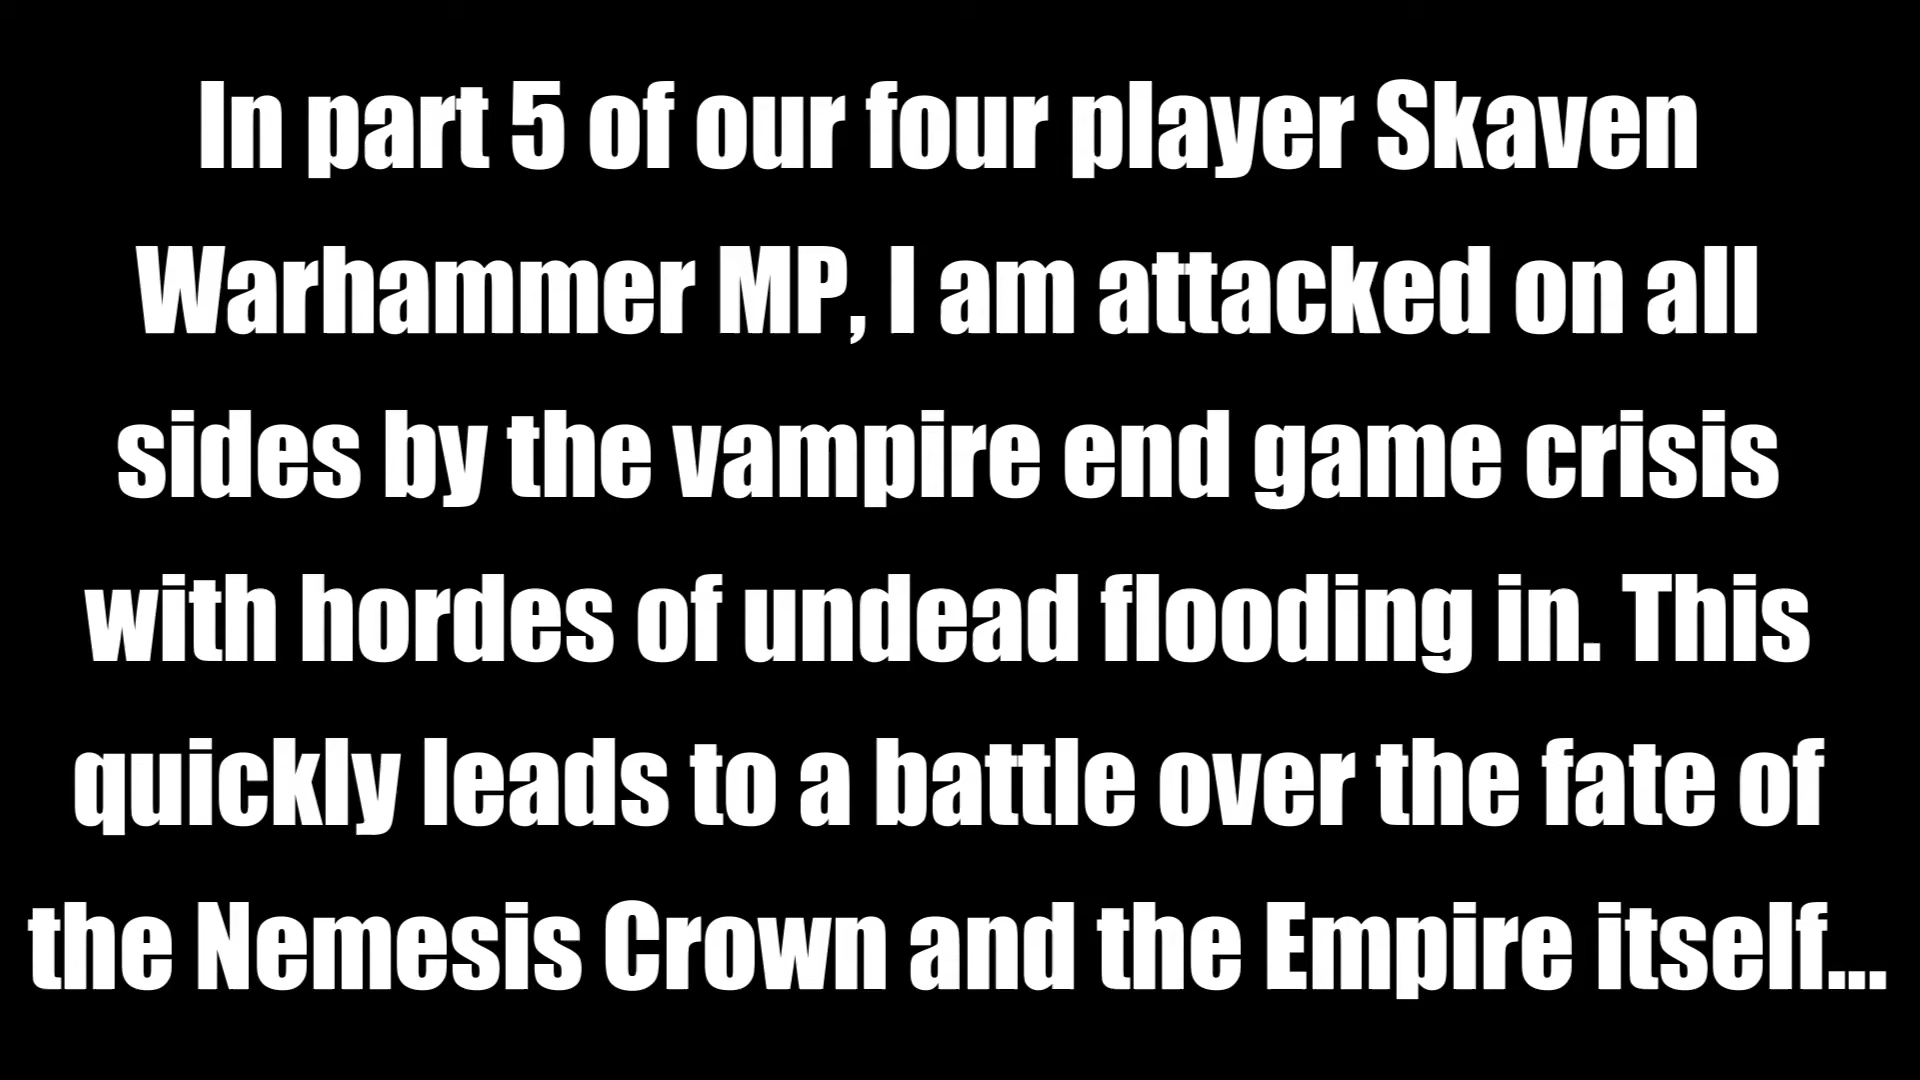 In part 5 of our four player Skaven
Warhammer MP, I am attacked on all
sides by the vampire end game crisis
with hordes of undead flooding in. This
quickly leads to a battle over the fate of
the Nemesis Crown and the Empire itself...